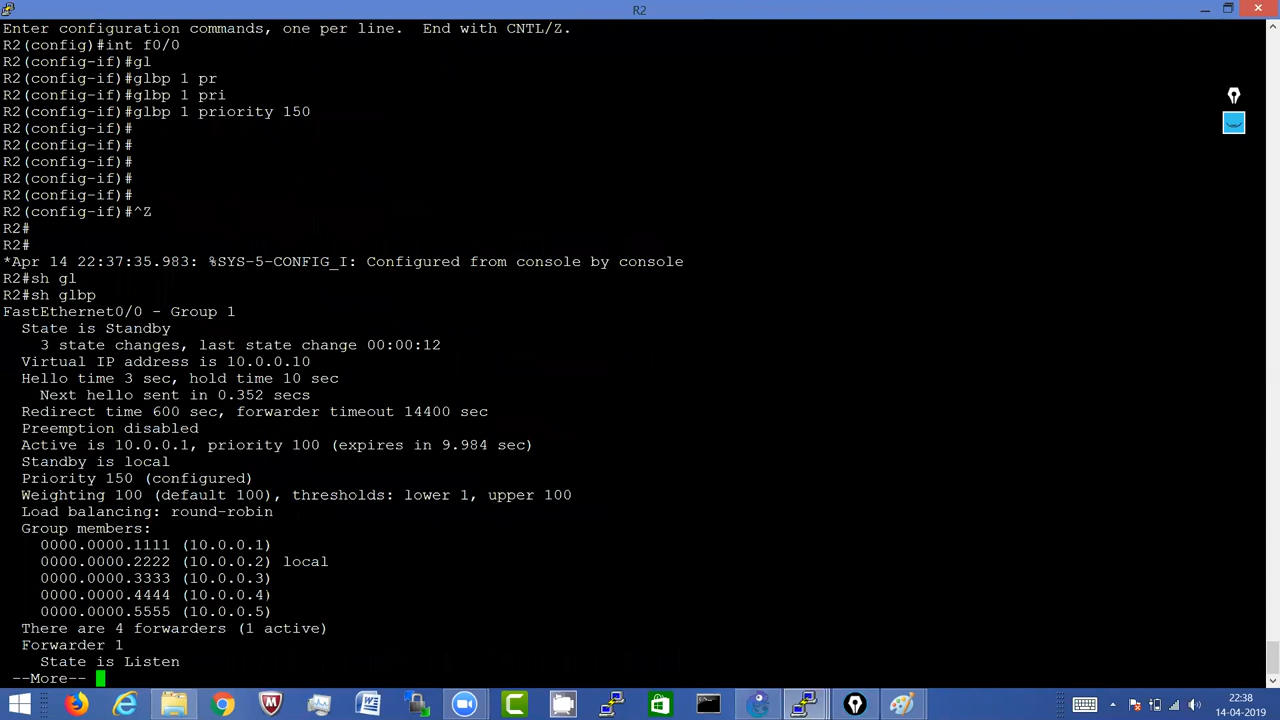 R2
Enter configuration commands, one per line.  End with CNTL/Z.
R2(config)#int f0/0
R2(config-if)#gl
R2(config-if)#glbp 1 pr
R2(config-if)#glbp 1 pri
R2(config-if)#glbp 1 priority 150
R2(config-if)#
R2(config-if)#
R2(config-if)#
R2(config-if)#
R2(config-if)#
R2(config-if)#^Z
R2#
R2#
*Apr 14 22:37:35.983: %SYS-5-CONFIG_I: Configured from console by console
R2#sh gl
R2#sh glbp
FastEthernet0/0 - Group 1
  State is Standby
    3 state changes, last state change 00:00:12
  Virtual IP address is 10.0.0.10
  Hello time 3 sec, hold time 10 sec
    Next hello sent in 0.352 secs
  Redirect time 600 sec, forwarder timeout 14400 sec
  Preemption disabled
  Active is 10.0.0.1, priority 100 (expires in 9.984 sec)
  Standby is local
  Priority 150 (configured)
  Weighting 100 (default 100), thresholds: lower 1, upper 100
  Load balancing: round-robin
  Group members:
    0000.0000.1111 (10.0.0.1)
    0000.0000.2222 (10.0.0.2) local
    0000.0000.3333 (10.0.0.3)
    0000.0000.4444 (10.0.0.4)
    0000.0000.5555 (10.0.0.5)
  There are 4 forwarders (1 active)
  Forwarder 1
    State is Listen
 --More--
22:38
14-04-2019